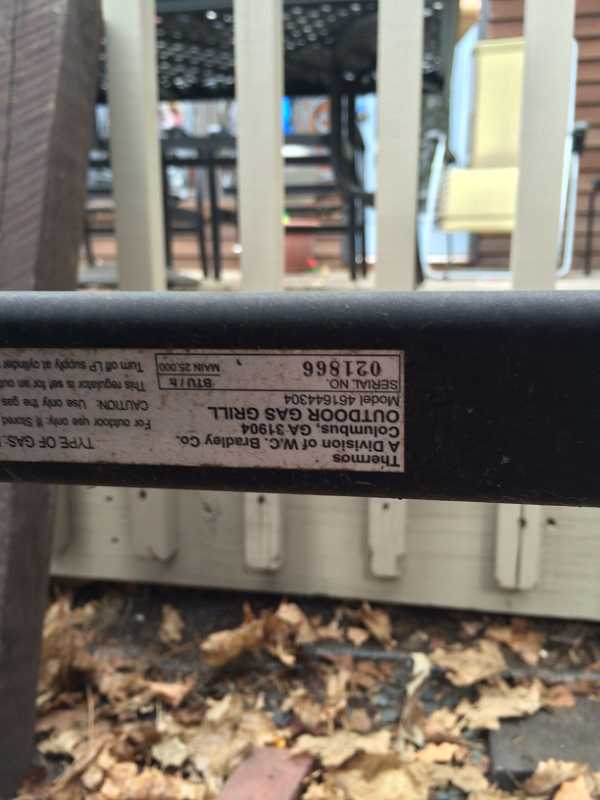 Thermos
A Division of W.C. Bradley Co.
Columbus, GA 31904
OUTDOOR GAS GRILL
Model 461644304
SERIAL NO.
021866
BTU / h
MAIN 25,000
TYPE OF GAS:
For outdoor use only. If Stored
CAUTION: Use only the gas
This regulator is set for an out
Turn off LP supply at cylinder